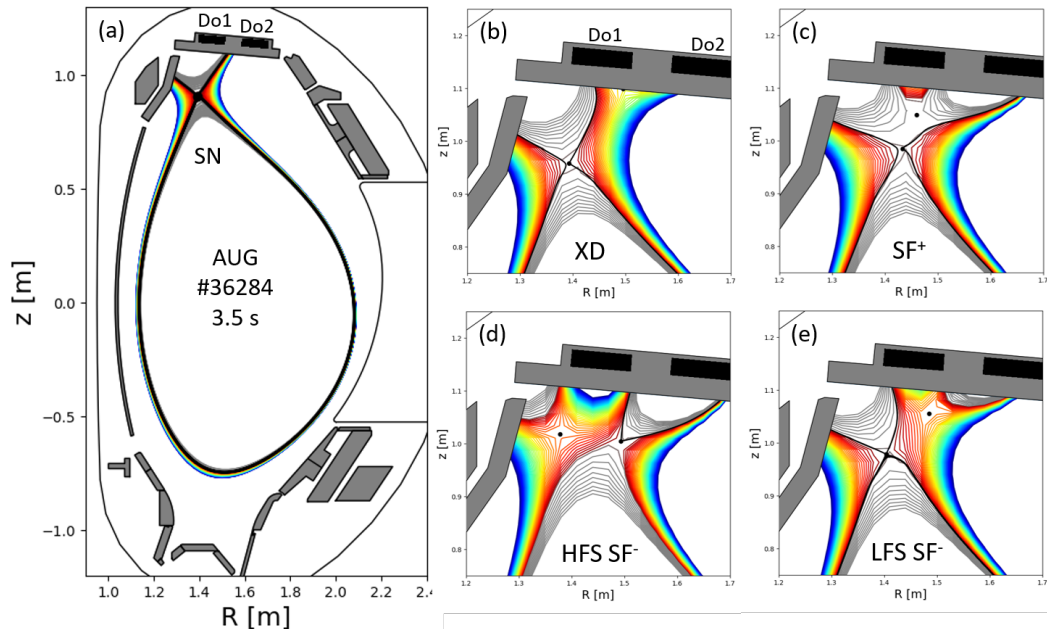 (a)
Do1 Do2
SN
AUG
#36284
3.5 s
1.0
0.5
0.0
−0.5
−1.0
z [m]
1.0 1.2 1.4 1.6 1.8 2.0 2.2 2.4
R [m]
(b)
Do1
Do2
XD
1.2
1.1
1.0
0.9
0.8
z [m]
1.2 1.3 1.4 1.5 1.6 1.7
R [m]
(c)
SF⁺
1.2
1.1
1.0
0.9
0.8
z [m]
1.2 1.3 1.4 1.5 1.6 1.7
R [m]
(d)
HFS SF⁻
1.2
1.1
1.0
0.9
0.8
z [m]
1.2 1.3 1.4 1.5 1.6 1.7
R [m]
(e)
LFS SF⁻
1.2
1.1
1.0
0.9
0.8
z [m]
1.2 1.3 1.4 1.5 1.6 1.7
R [m]